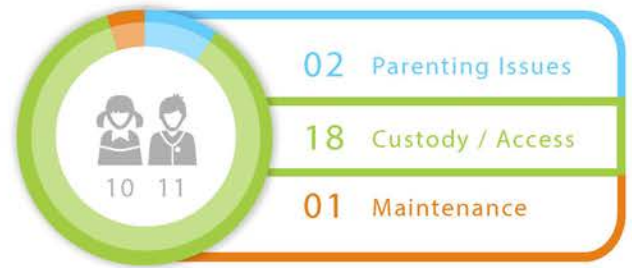 02 Parenting Issues
18 Custody / Access
10 11
01 Maintenance